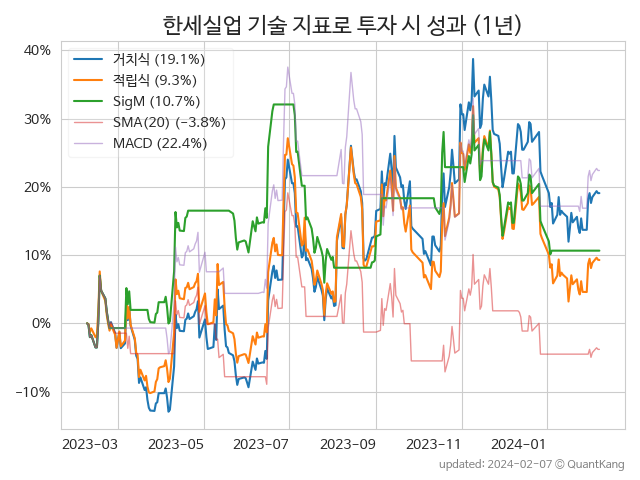 한세실업 기술 지표로 투자 시 성과 (1년)
거치식 (19.1%)
적립식 (9.3%)
SigM (10.7%)
SMA(20) (−3.8%)
MACD (22.4%)
40%
30%
20%
10%
0%
−10%
2023-03 2023-05 2023-07 2023-09 2023-11 2024-01
updated: 2024-02-07 © QuantKang